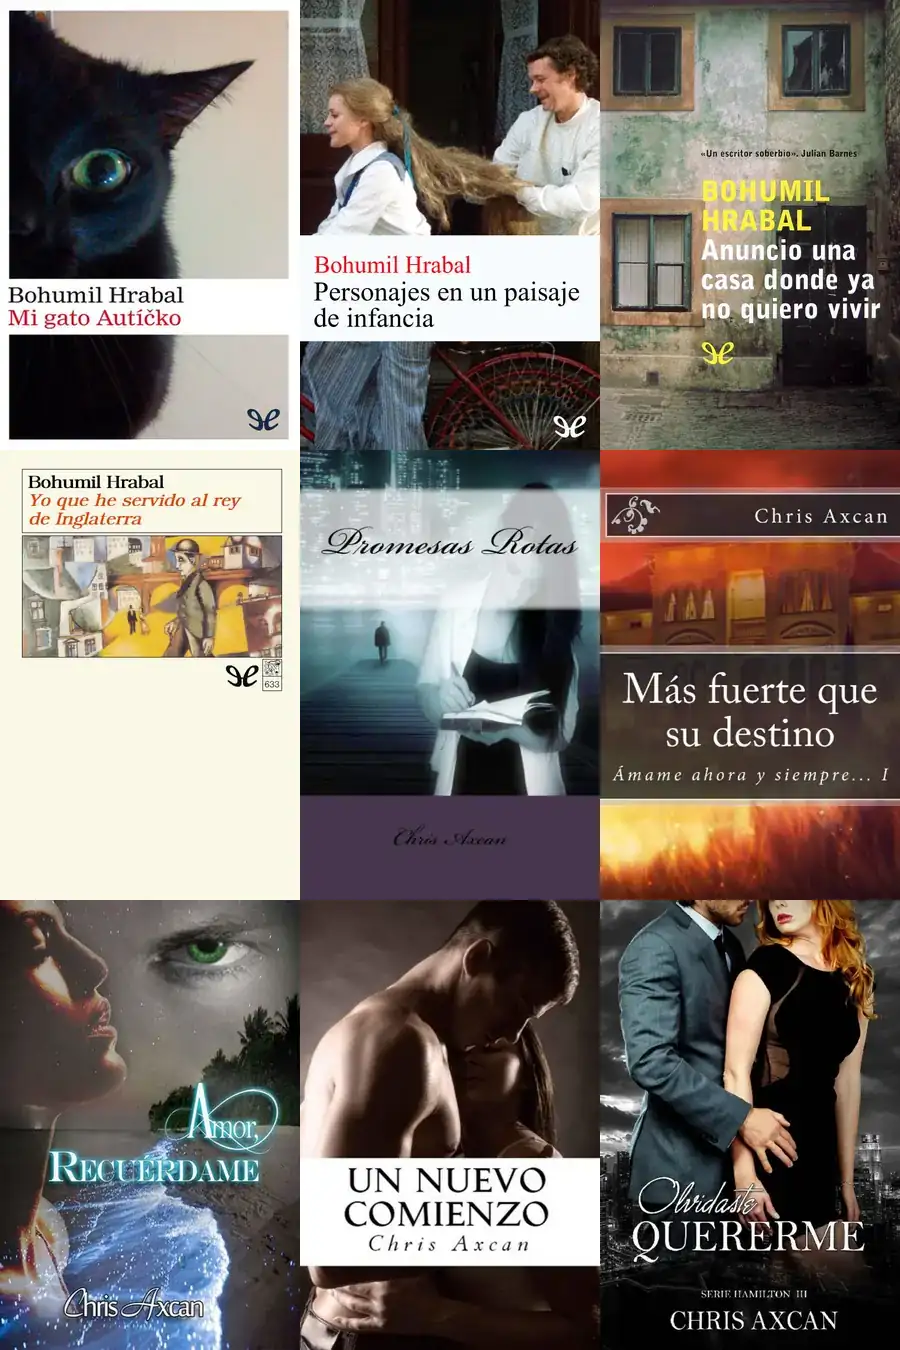 Bohumil Hrabal
Mi gato Autíčko
Bohumil Hrabal
Personajes en un paisaje
de infancia
«Un escritor soberbio». Julian Barnes
BOHUMIL
HRABAL
Anuncio una
casa donde ya
no quiero vivir
Bohumil Hrabal
Yo que he servido al rey
de Inglaterra
633
Promesas Rotas
Chris Axcan
Chris Axcan
Más fuerte que
su destino
Ámame ahora y siempre... I
Amor,
RECUÉRDAME
Chris Axcan
UN NUEVO
COMIENZO
Chris Axcan
Olvidaste
QUERERME
SERIE HAMILTON III
CHRIS AXCAN